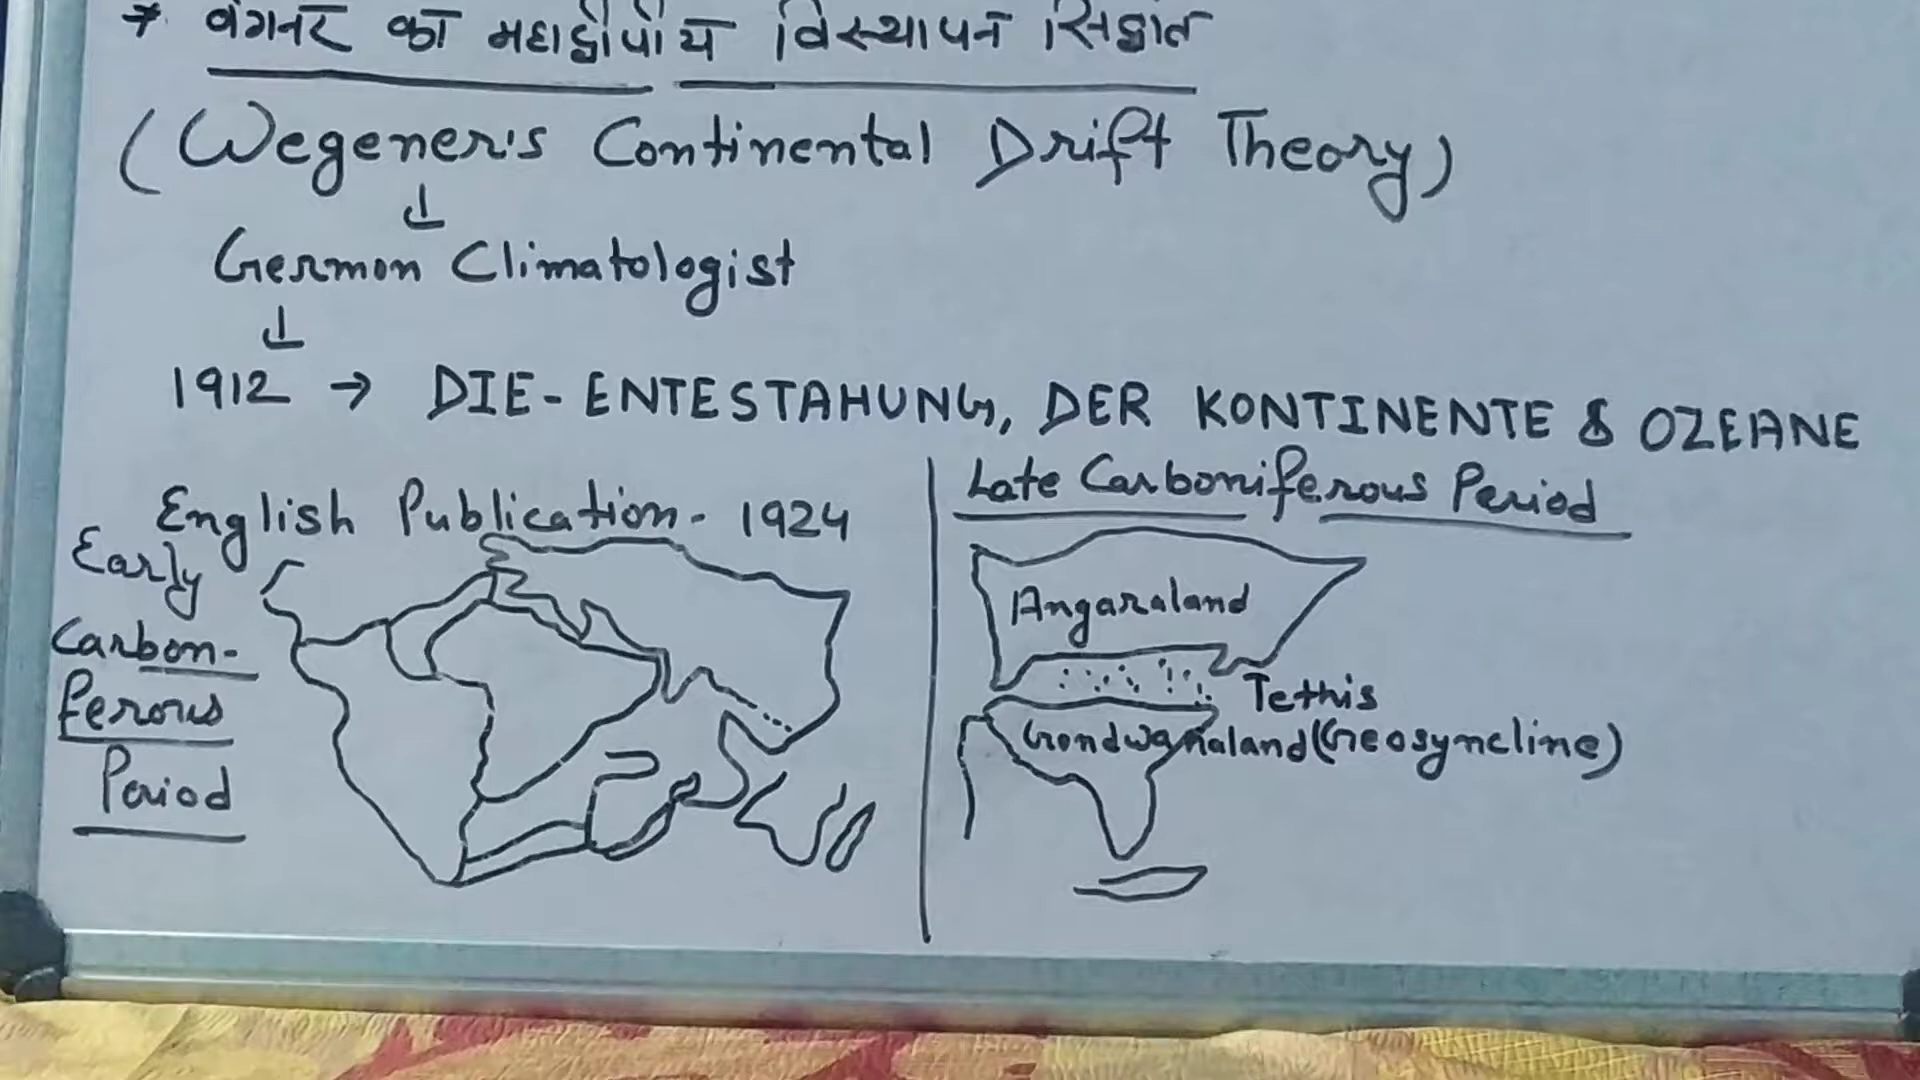 * वेगनर का महाद्वीपीय विस्थापन सिद्धांत
(Wegener's Continental Drift Theory)
German Climatologist
1912 → DIE-ENTESTAHUNG, DER KONTINENTE & OZEANE
English Publication - 1924
Early
Carbon-
ferous
Period
Late Carboniferous Period
Angaraland
Tethis
Gondwanaland (Geosyncline)